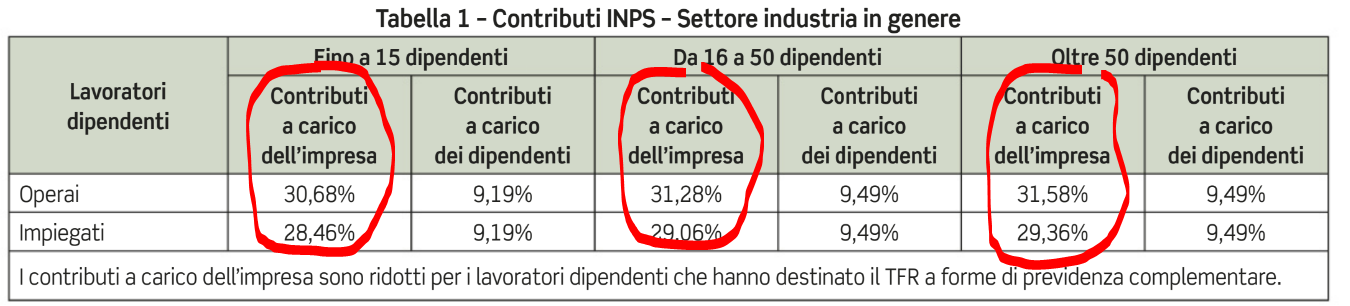 Tabella 1 – Contributi INPS – Settore industria in genere
Lavoratori dipendenti
Fino a 15 dipendenti
Da 16 a 50 dipendenti
Oltre 50 dipendenti
Contributi a carico dell'impresa
Contributi a carico dei dipendenti
Contributi a carico dell'impresa
Contributi a carico dei dipendenti
Contributi a carico dell'impresa
Contributi a carico dei dipendenti
Operai 30,68% 9,19% 31,28% 9,49% 31,58% 9,49%
Impiegati 28,46% 9,19% 29,06% 9,49% 29,36% 9,49%
I contributi a carico dell'impresa sono ridotti per i lavoratori dipendenti che hanno destinato il TFR a forme di previdenza complementare.